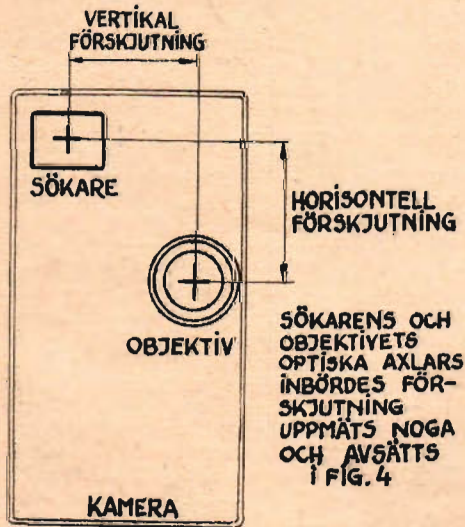 VERTIKAL
FÖRSKJUTNING
SÖKARE
HORISONTELL
FÖRSKJUTNING
OBJEKTIV
SÖKARENS OCH
OBJEKTIVETS
OPTISKA AXLARS
INBÖRDES FÖR-
SKJUTNING
UPPMÄTS NOGA
OCH AVSÄTTS
I FIG. 4
KAMERA